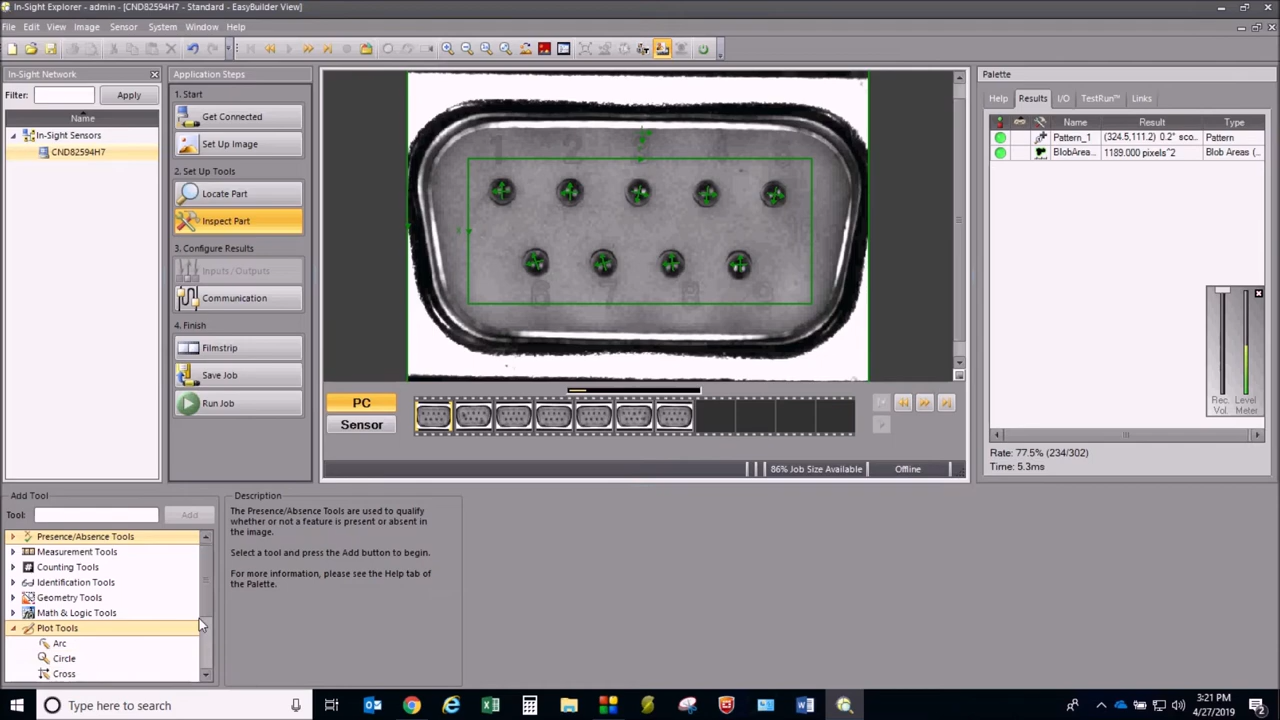 In-Sight Explorer - admin - [CND82594H7 - Standard - EasyBuilder View]
File Edit View Image Sensor System Window Help
In-Sight Network
Filter: Apply
Name
In-Sight Sensors
CND82594H7
Application Steps
1. Start
Get Connected
Set Up Image
2. Set Up Tools
Locate Part
Inspect Part
3. Configure Results
Inputs / Outputs
Communication
4. Finish
Filmstrip
Save Job
Run Job
1 2 4
6 7 8 9
PC
Sensor
86% Job Size Available Offline
Palette
Help Results I/O TestRun™ Links
Name Result Type
Pattern_1 (324.5,111.2) 0.2° sco... Pattern
BlobArea... 1189.000 pixels^2 Blob Areas (...
Rec. Vol. Level Meter
Rate: 77.5% (234/302)
Time: 5.3ms
Add Tool
Tool: Add
Presence/Absence Tools
Measurement Tools
Counting Tools
Identification Tools
Geometry Tools
Math & Logic Tools
Plot Tools
Arc
Circle
Cross
Description
The Presence/Absence Tools are used to qualify
whether or not a feature is present or absent in
the image.
Select a tool and press the Add button to begin.
For more information, please see the Help tab of
the Palette.
Type here to search
3:21 PM
4/27/2019